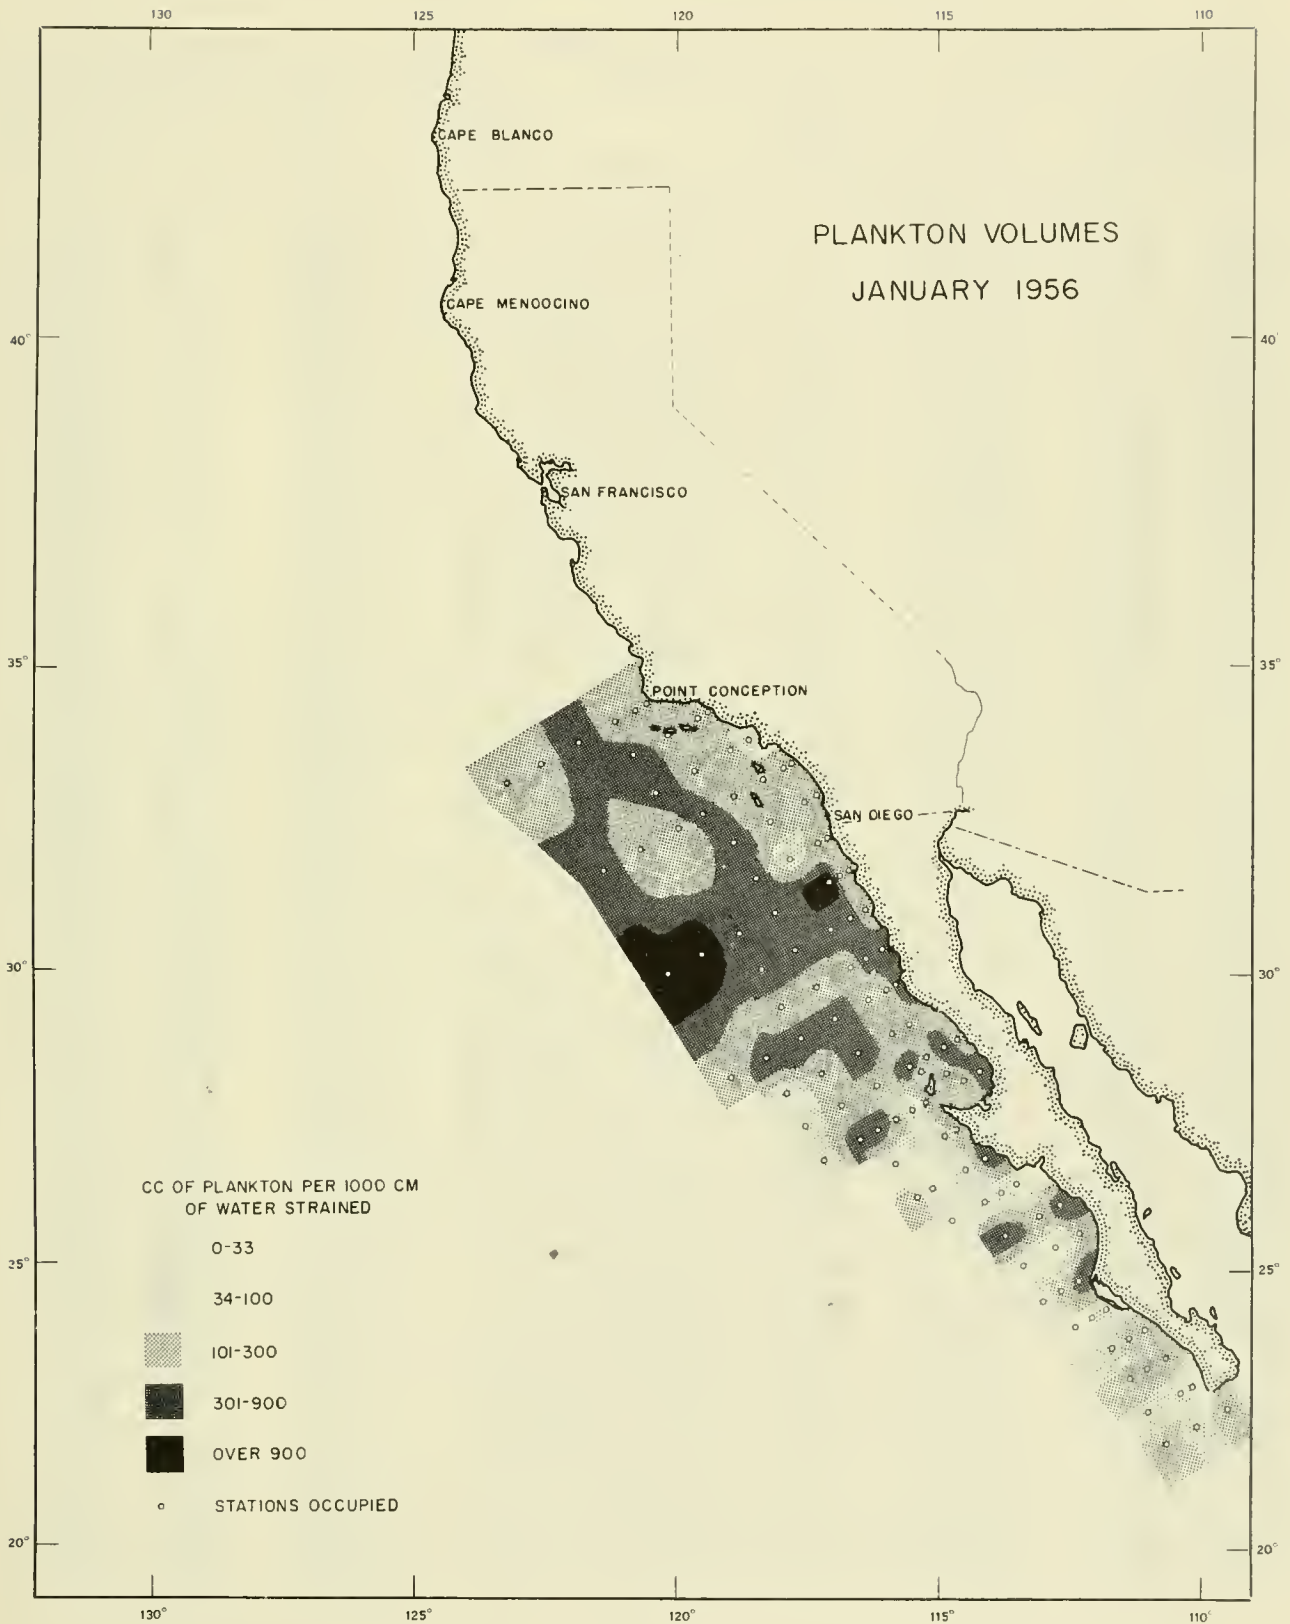 130 125 120 115 110
CAPE BLANCO
PLANKTON VOLUMES
JANUARY 1956
CAPE MENDOCINO
40° 40°
SAN FRANCISCO
35° 35°
POINT CONCEPTION
SAN DIEGO
30° 30°
CC OF PLANKTON PER 1000 CM
OF WATER STRAINED
0-33
25° 25°
34-100
101-300
301-900
OVER 900
STATIONS OCCUPIED
20° 20°
130° 125° 120° 115° 110°